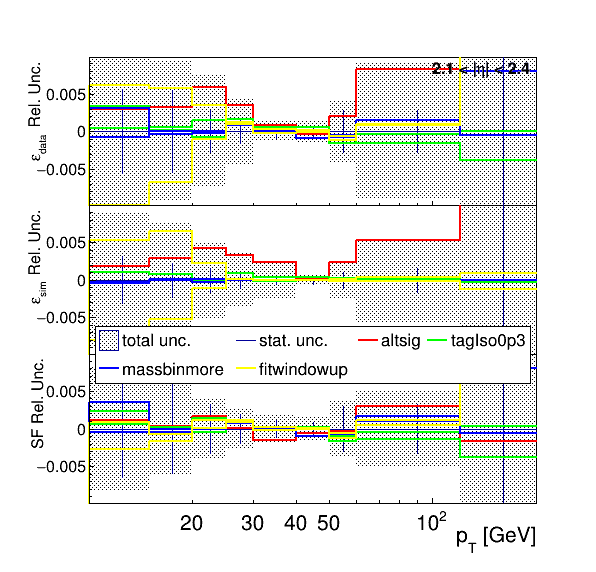 2.1 < |η| < 2.4
ε_data Rel. Unc.
0.005
0
−0.005
ε_sim Rel. Unc.
0.005
0
−0.005
total unc. stat. unc. altsig tagIso0p3
massbinmore fitwindowup
SF Rel. Unc.
0.005
0
−0.005
20 30 40 50 10²
p_T [GeV]